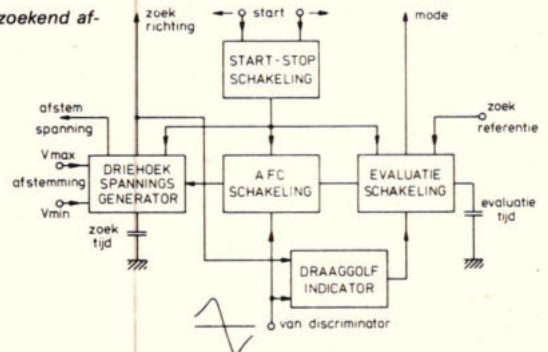 zoekend af-
zoek
richting
start
mode
START-STOP
SCHAKELING
zoek
referentie
afstem
spanning
Vmax
afstemming
Vmin
DRIEHOEK
SPANNINGS
GENERATOR
AFC
SCHAKELING
EVALUATIE
SCHAKELING
zoek
tijd
evaluatie
tijd
DRAAGGOLF
INDICATOR
van discriminator